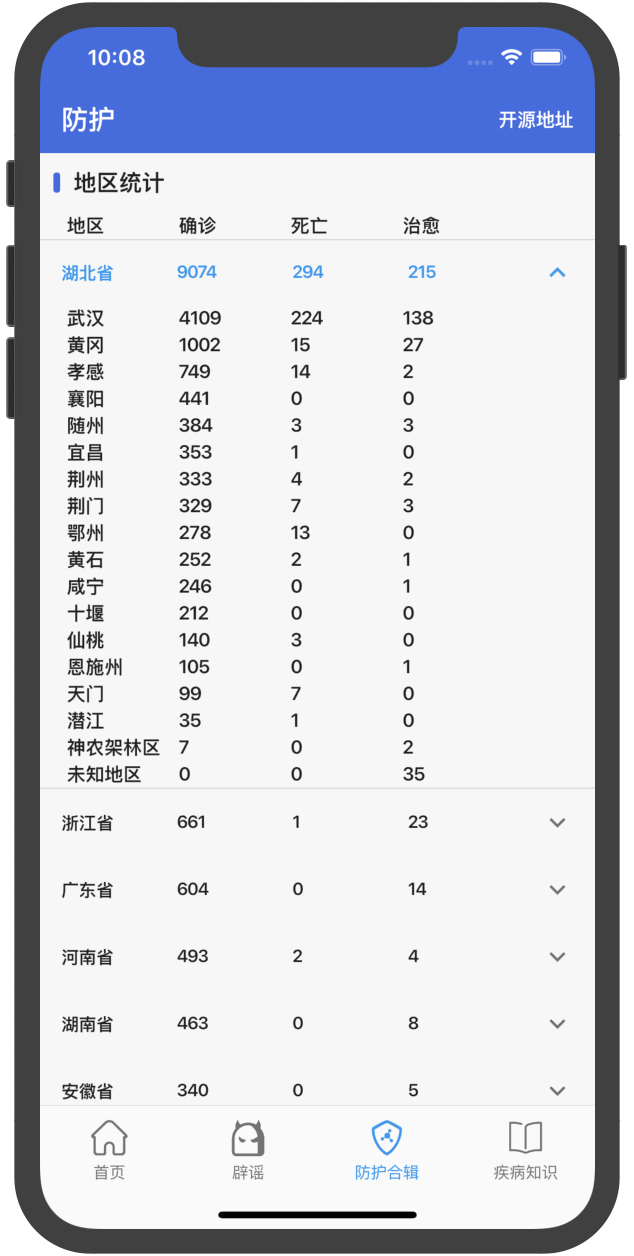 10:08
防护 开源地址
地区统计
地区 确诊 死亡 治愈
湖北省 9074 294 215
武汉 4109 224 138
黄冈 1002 15 27
孝感 749 14 2
襄阳 441 0 0
随州 384 3 3
宜昌 353 1 0
荆州 333 4 2
荆门 329 7 3
鄂州 278 13 0
黄石 252 2 1
咸宁 246 0 1
十堰 212 0 0
仙桃 140 3 0
恩施州 105 0 1
天门 99 7 0
潜江 35 1 0
神农架林区 7 0 2
未知地区 0 0 35
浙江省 661 1 23
广东省 604 0 14
河南省 493 2 4
湖南省 463 0 8
安徽省 340 0 5
首页 辟谣 防护合辑 疾病知识